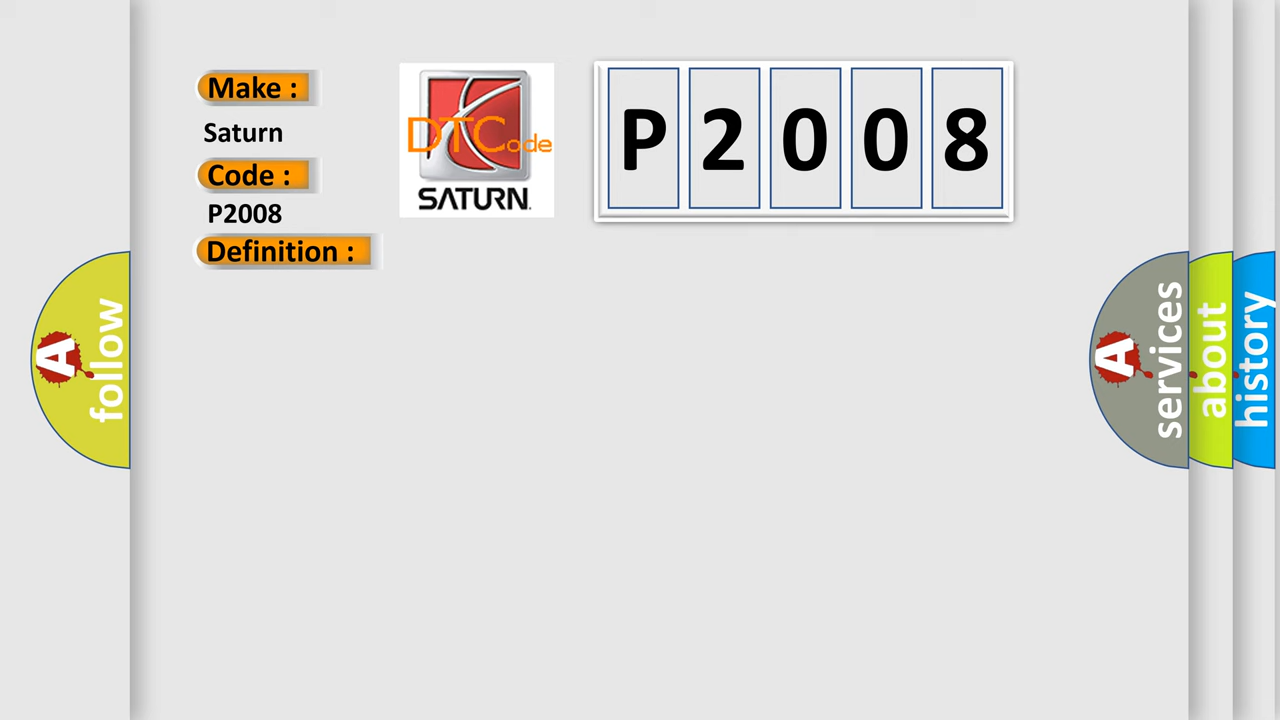 Make :
Saturn
Code :
P2008
Definition :
DTCode
SATURN
P 2 0 0 8
A follow
A services
about
history